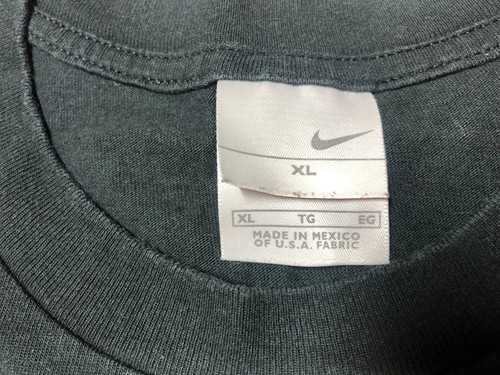 XL
XL TG EG
MADE IN MEXICO
OF U.S.A. FABRIC